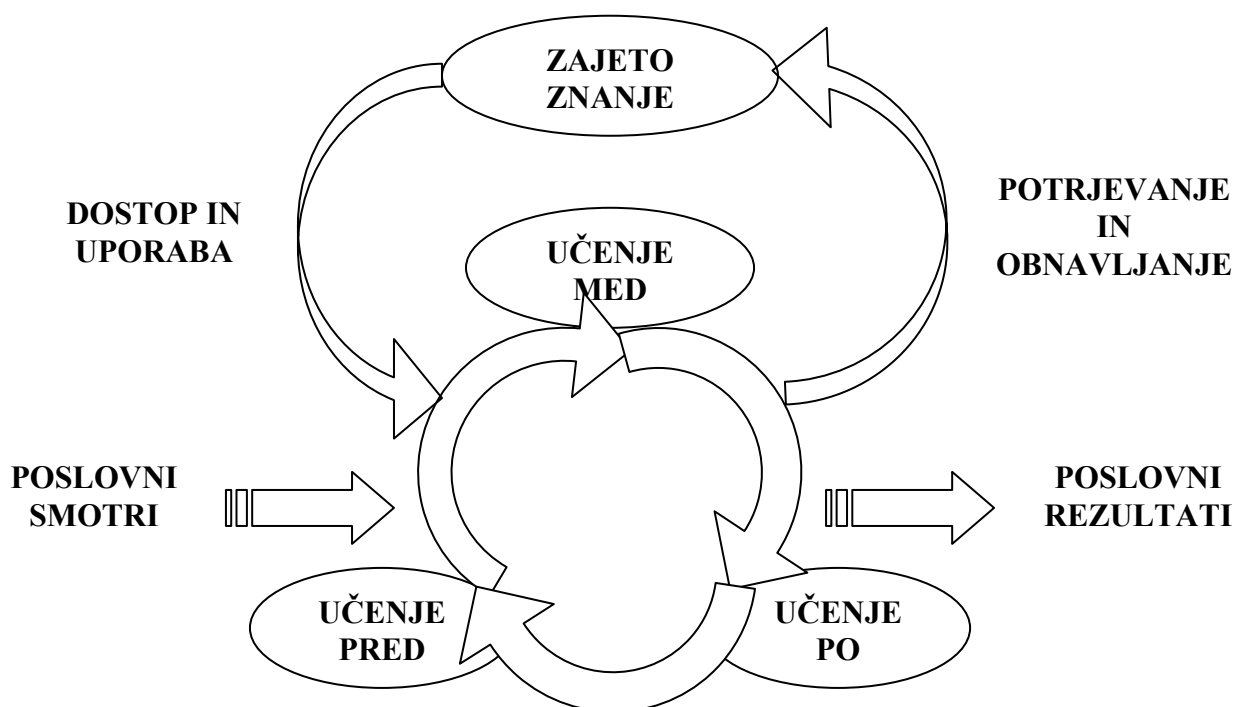 ZAJETO
ZNANJE
DOSTOP IN
UPORABA
POTRJEVANJE
IN
OBNAVLJANJE
UČENJE
MED
POSLOVNI
SMOTRI
POSLOVNI
REZULTATI
UČENJE
PRED
UČENJE
PO